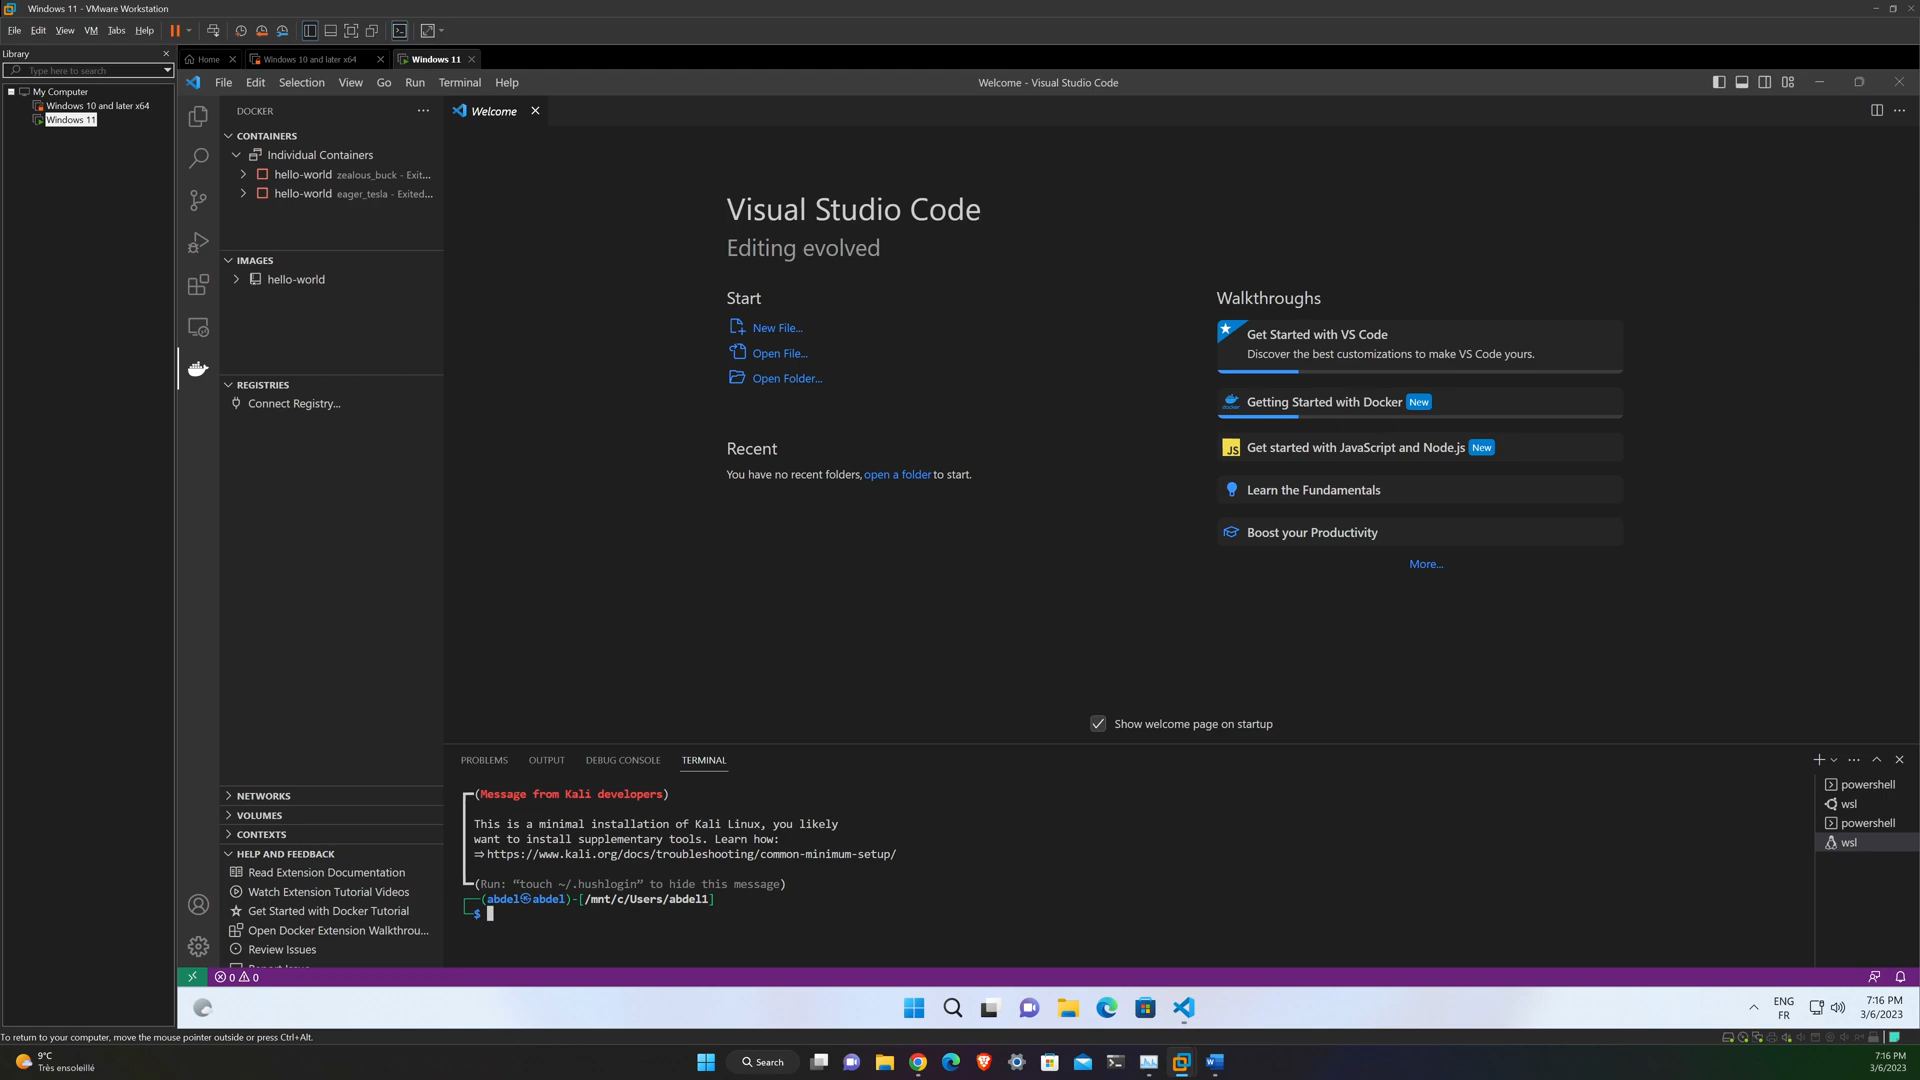 Windows 11 - VMware Workstation
File Edit View VM Tabs Help
Library
Type here to search
My Computer
Windows 10 and later x64
Windows 11
Home
Windows 10 and later x64
Windows 11
File Edit Selection View Go Run Terminal Help
Welcome - Visual Studio Code
DOCKER
CONTAINERS
Individual Containers
hello-world zealous_buck - Exit...
hello-world eager_tesla - Exited...
IMAGES
hello-world
REGISTRIES
Connect Registry...
NETWORKS
VOLUMES
CONTEXTS
HELP AND FEEDBACK
Read Extension Documentation
Watch Extension Tutorial Videos
Get Started with Docker Tutorial
Open Docker Extension Walkthrou...
Review Issues
Welcome
Visual Studio Code
Editing evolved
Start
New File...
Open File...
Open Folder...
Recent
You have no recent folders, open a folder to start.
Walkthroughs
Get Started with VS Code
Discover the best customizations to make VS Code yours.
docker
Getting Started with Docker New
JS
Get started with JavaScript and Node.js New
Learn the Fundamentals
Boost your Productivity
More...
Show welcome page on startup
PROBLEMS OUTPUT DEBUG CONSOLE TERMINAL
(Message from Kali developers)
This is a minimal installation of Kali Linux, you likely
want to install supplementary tools. Learn how:
⇒ https://www.kali.org/docs/troubleshooting/common-minimum-setup/
(Run: “touch ~/.hushlogin” to hide this message)
(abdel㉿abdel)-[/mnt/c/Users/abdel1]
$
powershell
wsl
powershell
wsl
0 0
ENG
FR
7:16 PM
3/6/2023
To return to your computer, move the mouse pointer outside or press Ctrl+Alt.
9°C
Très ensoleillé
Search
7:16 PM
3/6/2023